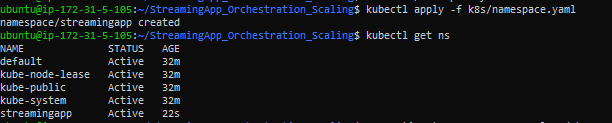 ubuntu@ip-172-31-5-105:~/StreamingApp_Orchestration_Scaling$ kubectl apply -f k8s/namespace.yaml
namespace/streamingapp created
ubuntu@ip-172-31-5-105:~/StreamingApp_Orchestration_Scaling$ kubectl get ns
NAME STATUS AGE
default Active 32m
kube-node-lease Active 32m
kube-public Active 32m
kube-system Active 32m
streamingapp Active 22s